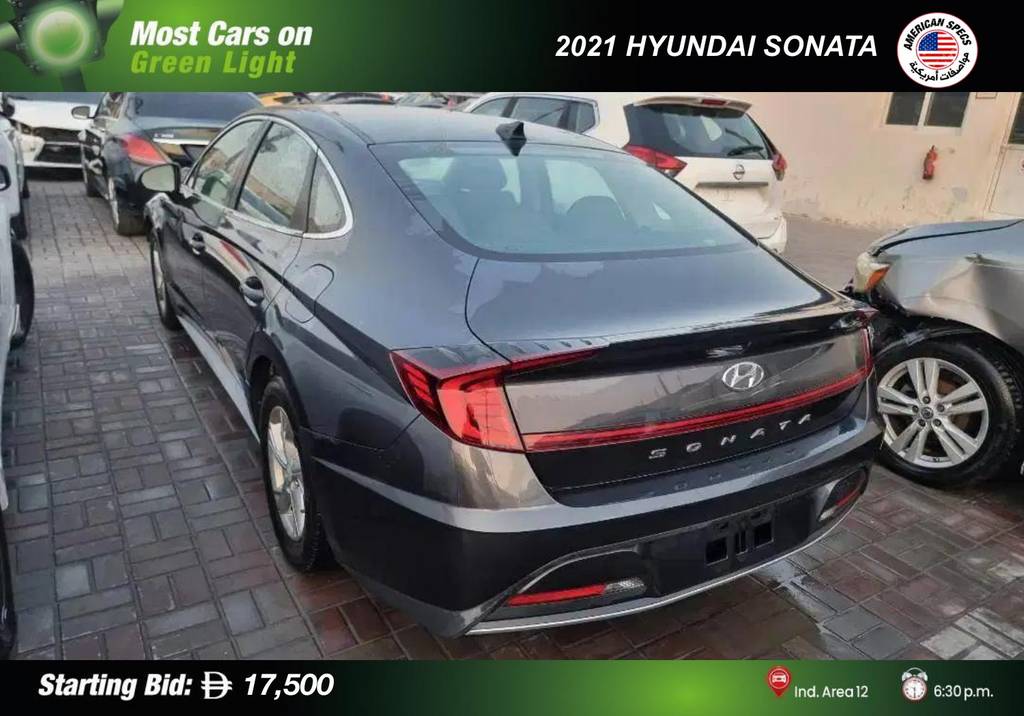 Most Cars on
Green Light
2021 HYUNDAI SONATA
AMERICAN SPECS
مواصفات أمريكية
SONATA
Starting Bid: 17,500
Ind. Area 12
6:30 p.m.